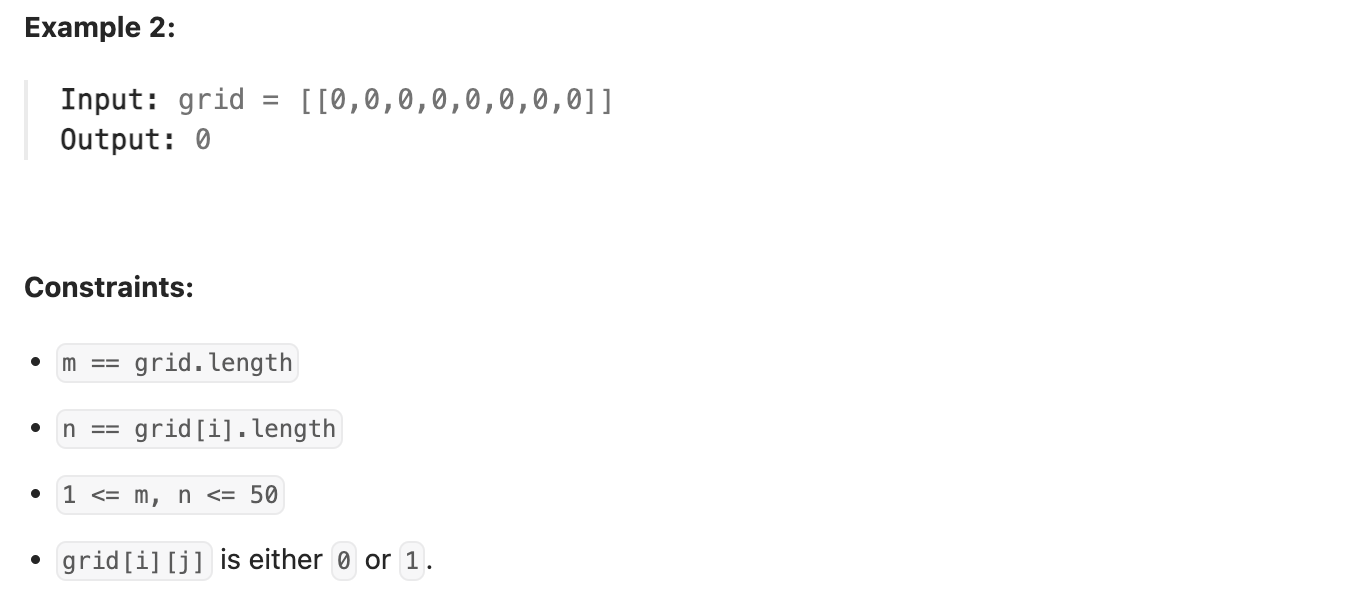 Example 2:
Input: grid = [[0,0,0,0,0,0,0,0]]
Output: 0
Constraints:
• m == grid.length
• n == grid[i].length
• 1 <= m, n <= 50
• grid[i][j] is either 0 or 1.